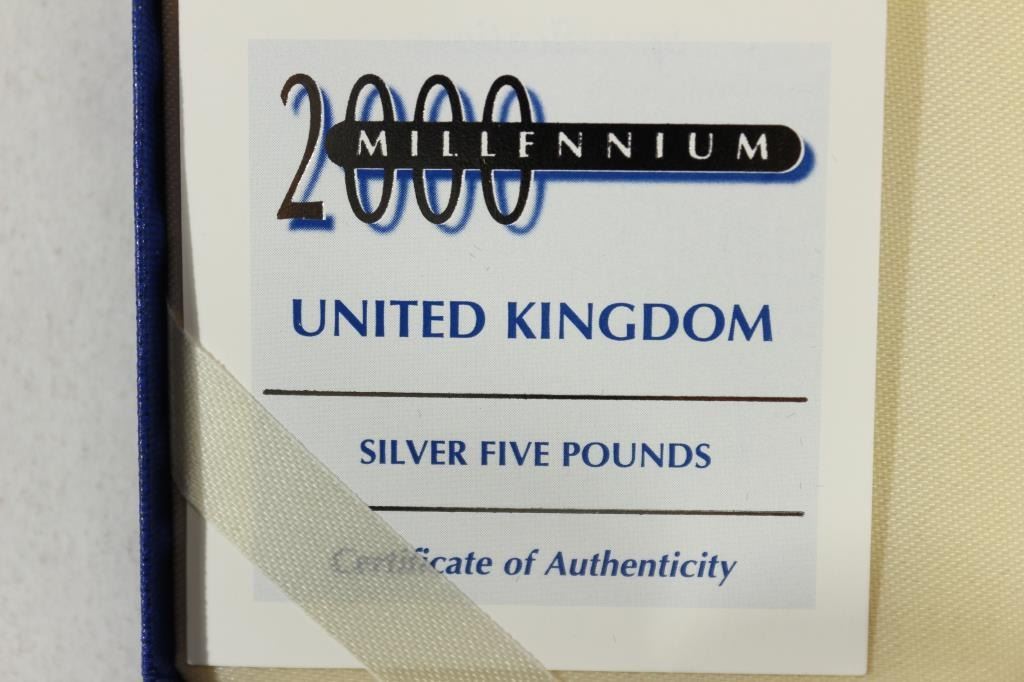 2000 MILLENNIUM
UNITED KINGDOM
SILVER FIVE POUNDS
Certificate of Authenticity